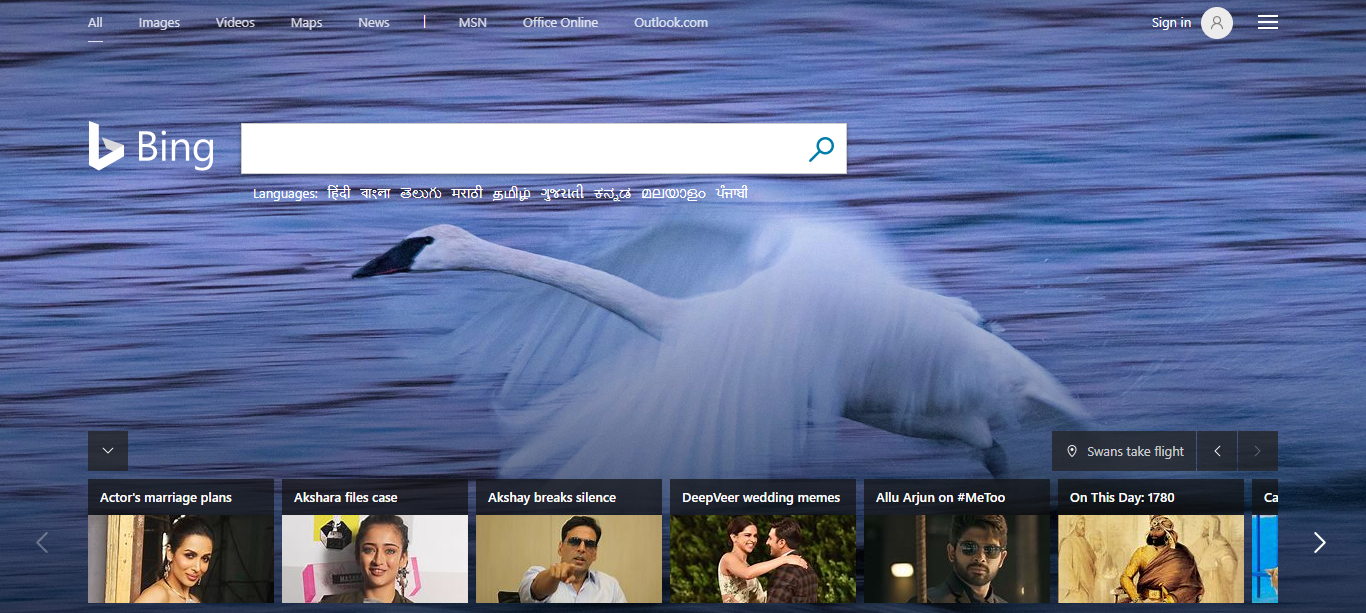 All Images Videos Maps News | MSN Office Online Outlook.com Sign in
Bing
Languages: हिंदी বাংলা తెలుగు मराठी தமிழ் ગુજરાતી ಕನ್ನಡ മലയാളം ਪੰਜਾਬੀ
Swans take flight
Actor's marriage plans Akshara files case Akshay breaks silence DeepVeer wedding memes Allu Arjun on #MeToo On This Day: 1780